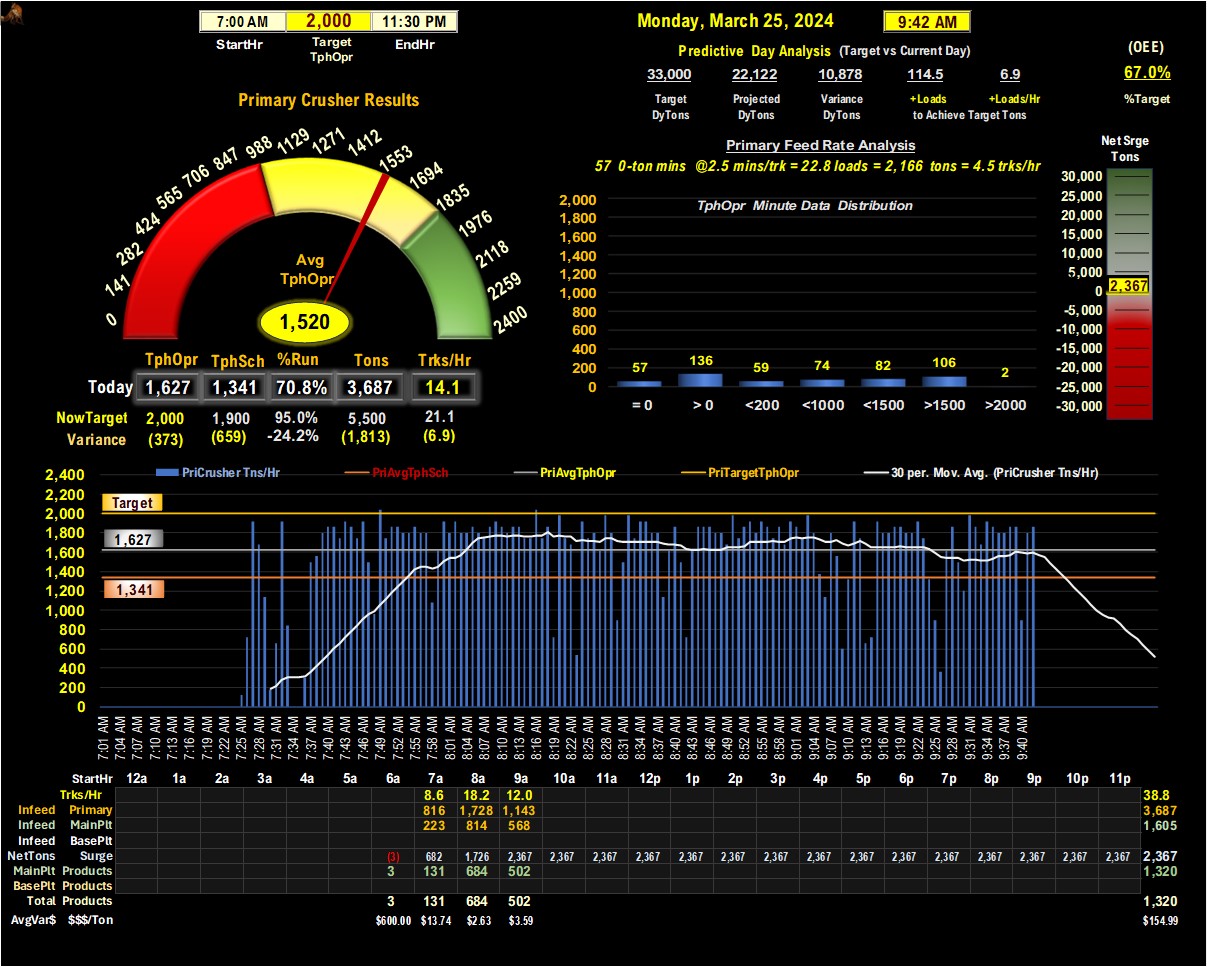 7:00 AM 2,000 11:30 PM
StartHr Target TphOpr EndHr
Monday, March 25, 2024 9:42 AM
Predictive Day Analysis (Target vs Current Day)
33,000 22,122 10,878 114.5 6.9
Target Projected Variance +Loads +Loads/Hr
DyTons DyTons DyTons to Achieve Target Tons
(OEE)
67.0%
%Target
Primary Crusher Results
0 141 282 424 565 706 847 988 1129 1271 1412 1553 1694 1835 1976 2118 2259 2400
Avg
TphOpr
1,520
TphOpr TphSch %Run Tons Trks/Hr
Today 1,627 1,341 70.8% 3,687 14.1
NowTarget 2,000 1,900 95.0% 5,500 21.1
Variance (373) (659) -24.2% (1,813) (6.9)
Primary Feed Rate Analysis
57 0-ton mins @2.5 mins/trk = 22.8 loads = 2,166 tons = 4.5 trks/hr
TphOpr Minute Data Distribution
2,000
1,800
1,600
1,400
1,200
1,000
800
600
400
200
0
57 136 59 74 82 106 2
= 0 > 0 <200 <1000 <1500 >1500 >2000
Net Srge
Tons
30,000
25,000
20,000
15,000
10,000
5,000
0
2,367
-5,000
-10,000
-15,000
-20,000
-25,000
-30,000
PriCrusher Tns/Hr PriAvgTphSch PriAvgTphOpr PriTargetTphOpr 30 per. Mov. Avg. (PriCrusher Tns/Hr)
2,400
2,200
2,000
1,800
1,600
1,400
1,200
1,000
800
600
400
200
0
Target
1,627
1,341
7:01 AM 7:04 AM 7:07 AM 7:10 AM 7:13 AM 7:16 AM 7:19 AM 7:22 AM 7:25 AM 7:28 AM 7:31 AM 7:34 AM 7:37 AM 7:40 AM 7:43 AM 7:46 AM 7:49 AM 7:52 AM 7:55 AM 7:58 AM 8:01 AM 8:04 AM 8:07 AM 8:10 AM 8:13 AM 8:16 AM 8:19 AM 8:22 AM 8:25 AM 8:28 AM 8:31 AM 8:34 AM 8:37 AM 8:40 AM 8:43 AM 8:46 AM 8:49 AM 8:52 AM 8:55 AM 8:58 AM 9:01 AM 9:04 AM 9:07 AM 9:10 AM 9:13 AM 9:16 AM 9:19 AM 9:22 AM 9:25 AM 9:28 AM 9:31 AM 9:34 AM 9:37 AM 9:40 AM
StartHr 12a 1a 2a 3a 4a 5a 6a 7a 8a 9a 10a 11a 12p 1p 2p 3p 4p 5p 6p 7p 8p 9p 10p 11p
Trks/Hr 8.6 18.2 12.0 38.8
Infeed Primary 816 1,728 1,143 3,687
Infeed MainPlt 223 814 568 1,605
Infeed BasePlt
NetTons Surge (3) 682 1,726 2,367 2,367 2,367 2,367 2,367 2,367 2,367 2,367 2,367 2,367 2,367 2,367 2,367 2,367 2,367 2,367
MainPlt Products 3 131 684 502 1,320
BasePlt Products
Total Products 3 131 684 502 1,320
AvgVar$ $$$/Ton $600.00 $13.74 $2.63 $3.59 $154.99